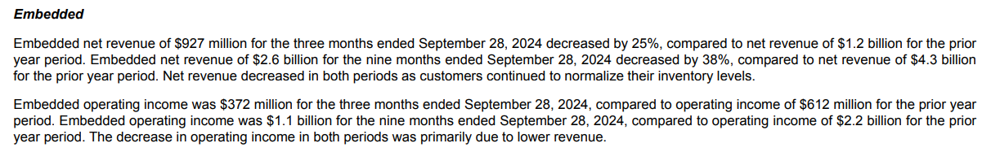 Embedded
Embedded net revenue of $927 million for the three months ended September 28, 2024 decreased by 25%, compared to net revenue of $1.2 billion for the prior
year period. Embedded net revenue of $2.6 billion for the nine months ended September 28, 2024 decreased by 38%, compared to net revenue of $4.3 billion
for the prior year period. Net revenue decreased in both periods as customers continued to normalize their inventory levels.
Embedded operating income was $372 million for the three months ended September 28, 2024, compared to operating income of $612 million for the prior year
period. Embedded operating income was $1.1 billion for the nine months ended September 28, 2024, compared to operating income of $2.2 billion for the prior
year period. The decrease in operating income in both periods was primarily due to lower revenue.